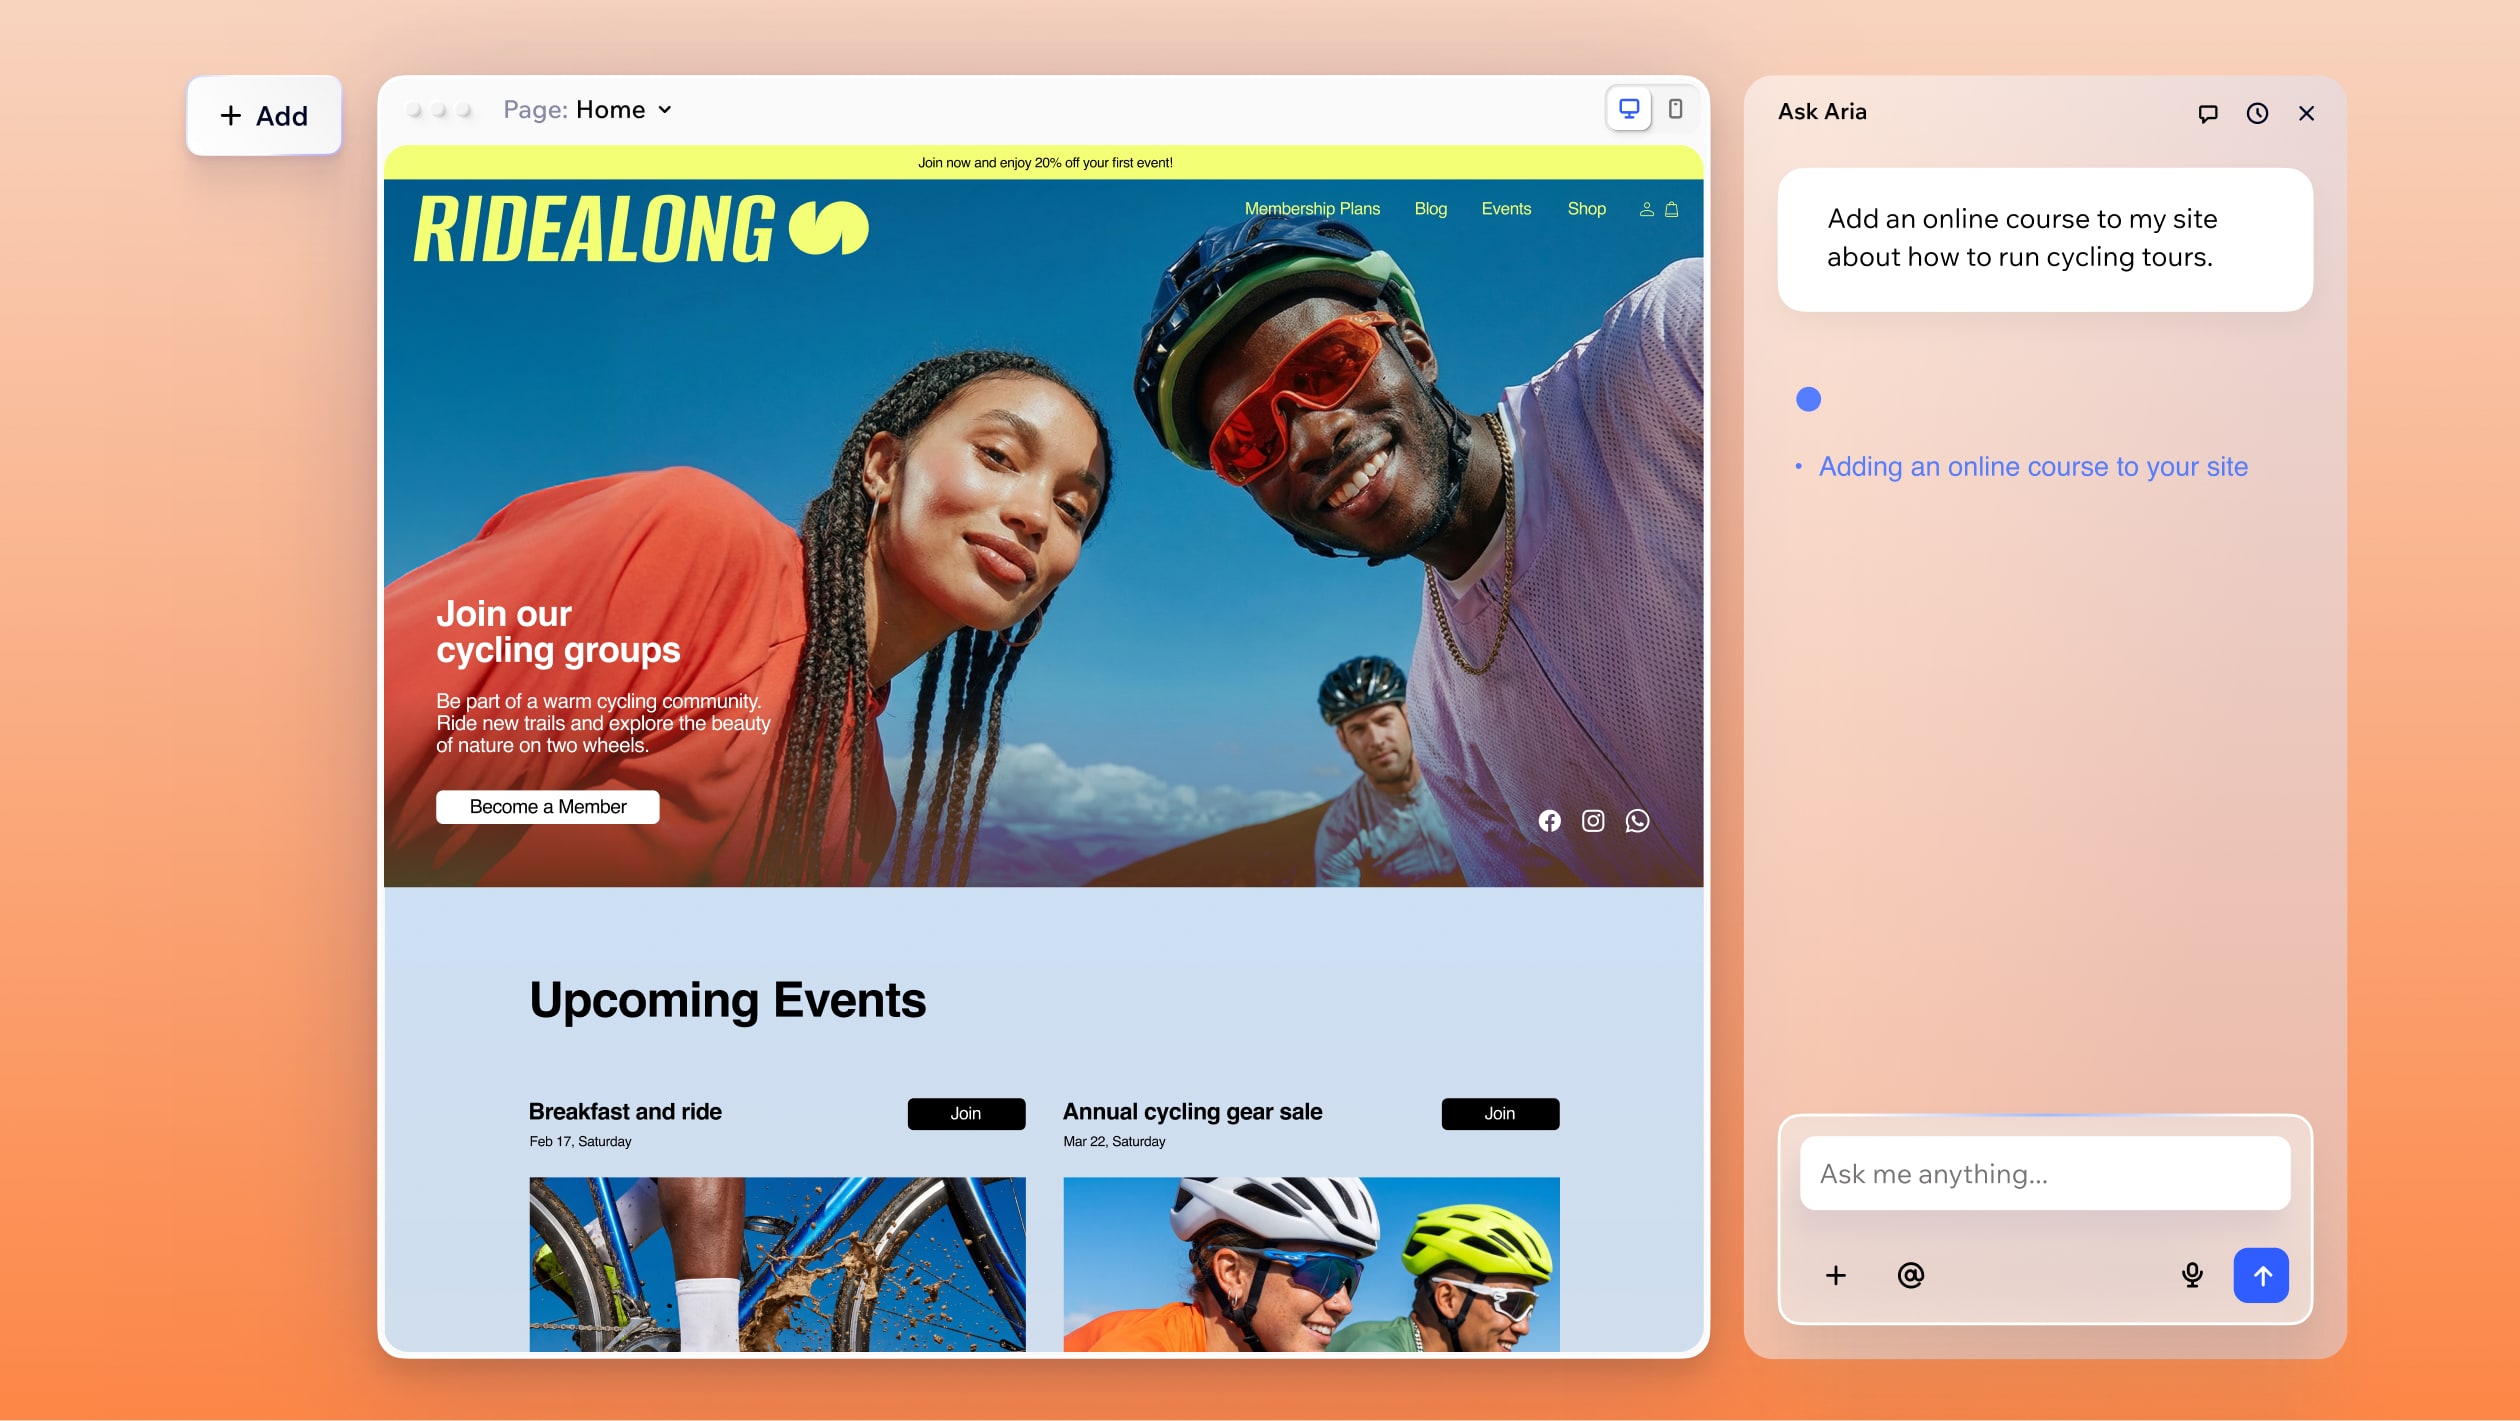 + Add
Page: Home
Join now and enjoy 20% off your first event!
RIDEALONG
Membership Plans Blog Events Shop
Join our
cycling groups
Be part of a warm cycling community.
Ride new trails and explore the beauty
of nature on two wheels.
Become a Member
Upcoming Events
Breakfast and ride
Feb 17, Saturday
Join
Annual cycling gear sale
Mar 22, Saturday
Join
Ask Aria
Add an online course to my site
about how to run cycling tours.
• Adding an online course to your site
Ask me anything...
+ @